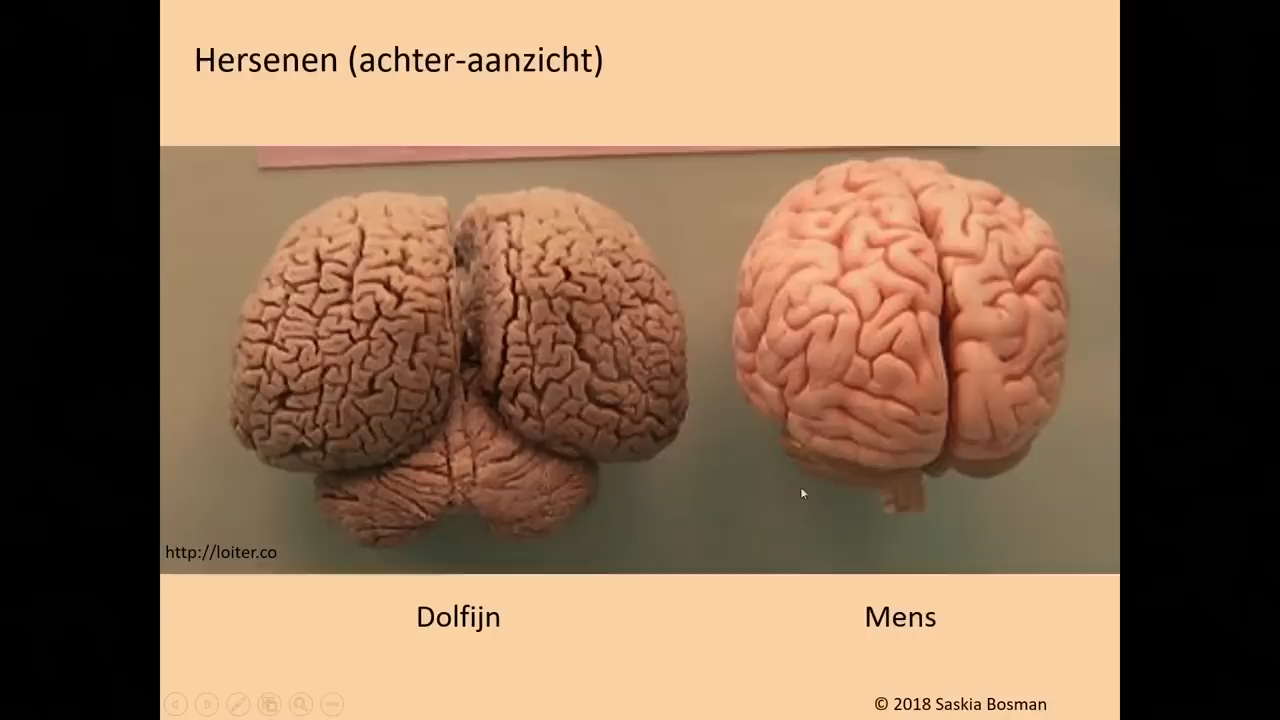 Hersenen (achter-aanzicht)
http://loiter.co
Dolfijn
Mens
© 2018 Saskia Bosman